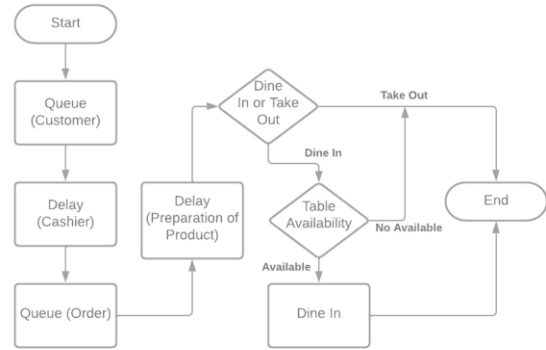 Start
Queue
(Customer)
Delay
(Cashier)
Queue (Order)
Delay
(Preparation of
Product)
Dine
In or Take
Out
Take Out
Dine In
Table
Availability
No Available
Available
Dine In
End